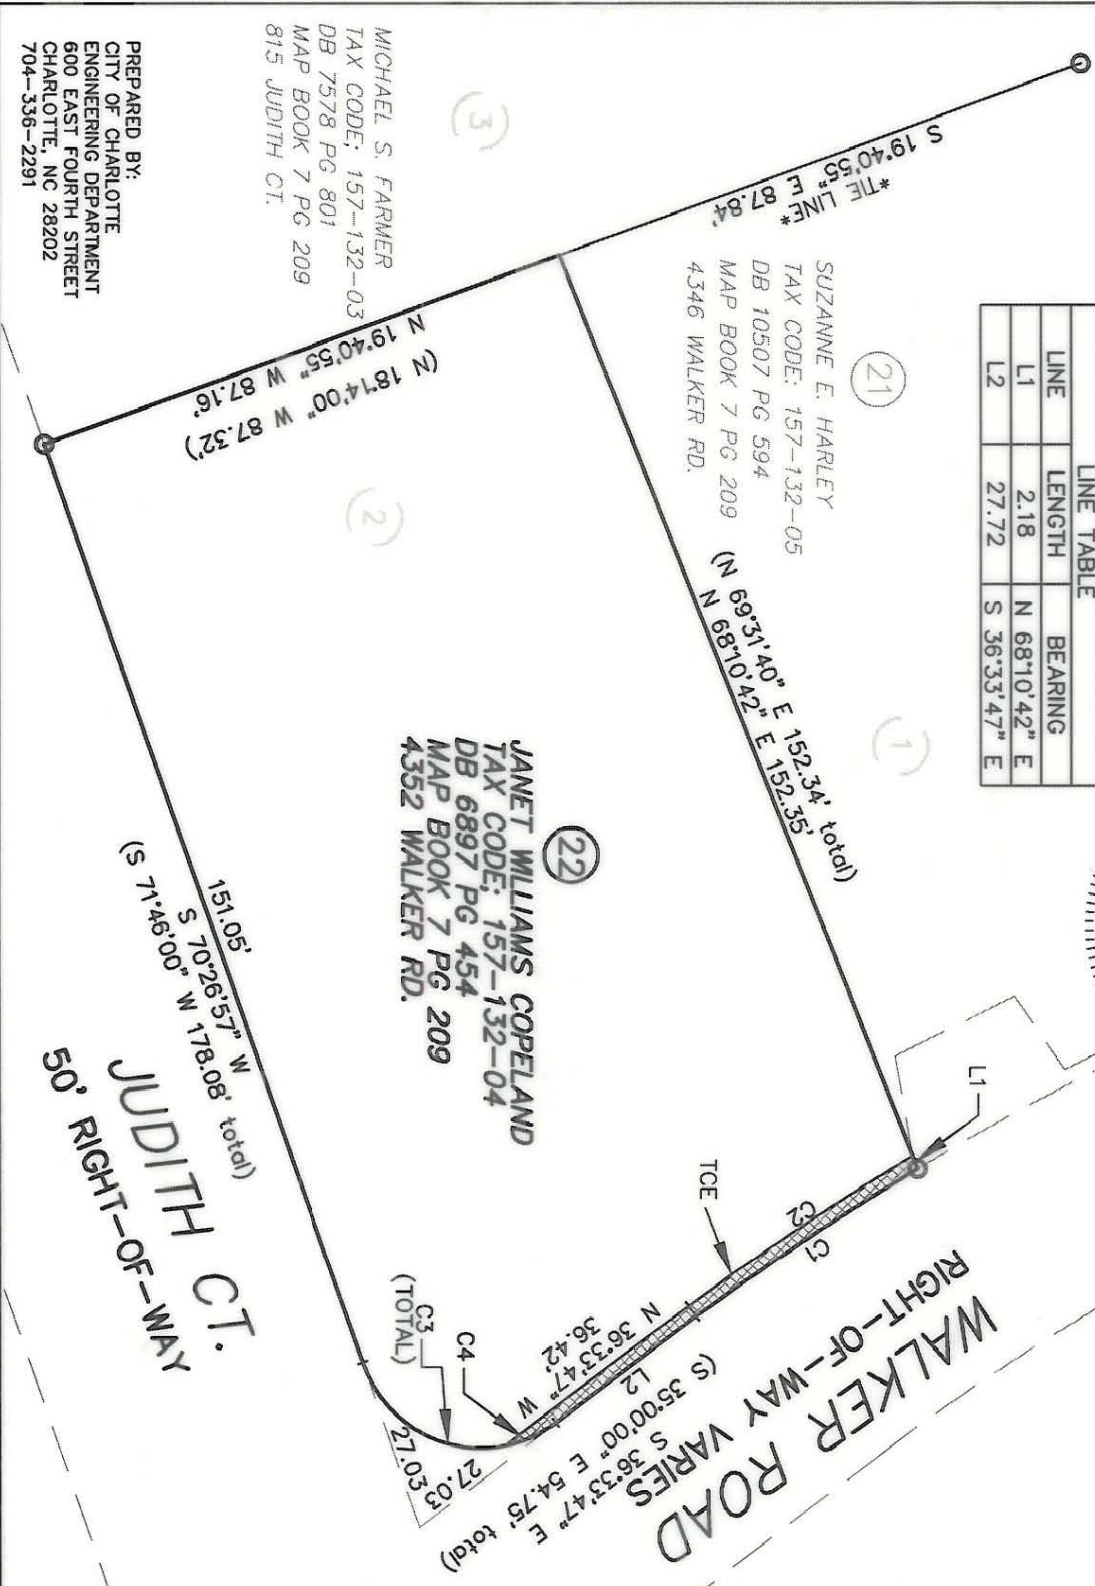 LINE TABLE
LINE LENGTH BEARING
L1 2.18 N 68°10'42" E
L2 27.72 S 36°33'47" E
S 19°40'55" E 87.84'
*TIE LINE*
SUZANNE E. HARLEY
TAX CODE: 157-132-05
DB 10507 PG 594
MAP BOOK 7 PG 209
4346 WALKER RD.
21
(1)
(3)
MICHAEL S. FARMER
TAX CODE; 157-132-03
DB 7578 PG 801
MAP BOOK 7 PG 209
815 JUDITH CT.
N 19°40'55" W 87.16'
(N 18°14'00" W 87.32')
(2)
(N 69°31'40" E 152.34' total)
N 68°10'42" E 152.35'
22
JANET WILLIAMS COPELAND
TAX CODE; 157-132-04
DB 6897 PG 454
MAP BOOK 7 PG 209
4352 WALKER RD.
L1
TCE
C2
C1
N 36°33'47" W
36.42'
L2
S 36°33'47" E
(S 35°00'00" E 54.75' total)
WALKER ROAD
RIGHT-OF-WAY VARIES
C4
C3
(TOTAL)
27.03
27.03
151.05'
S 70°26'57" W
(S 71°46'00" W 178.08' total)
JUDITH CT.
50' RIGHT-OF-WAY
PREPARED BY:
CITY OF CHARLOTTE
ENGINEERING DEPARTMENT
600 EAST FOURTH STREET
CHARLOTTE, NC 28202
704-336-2291